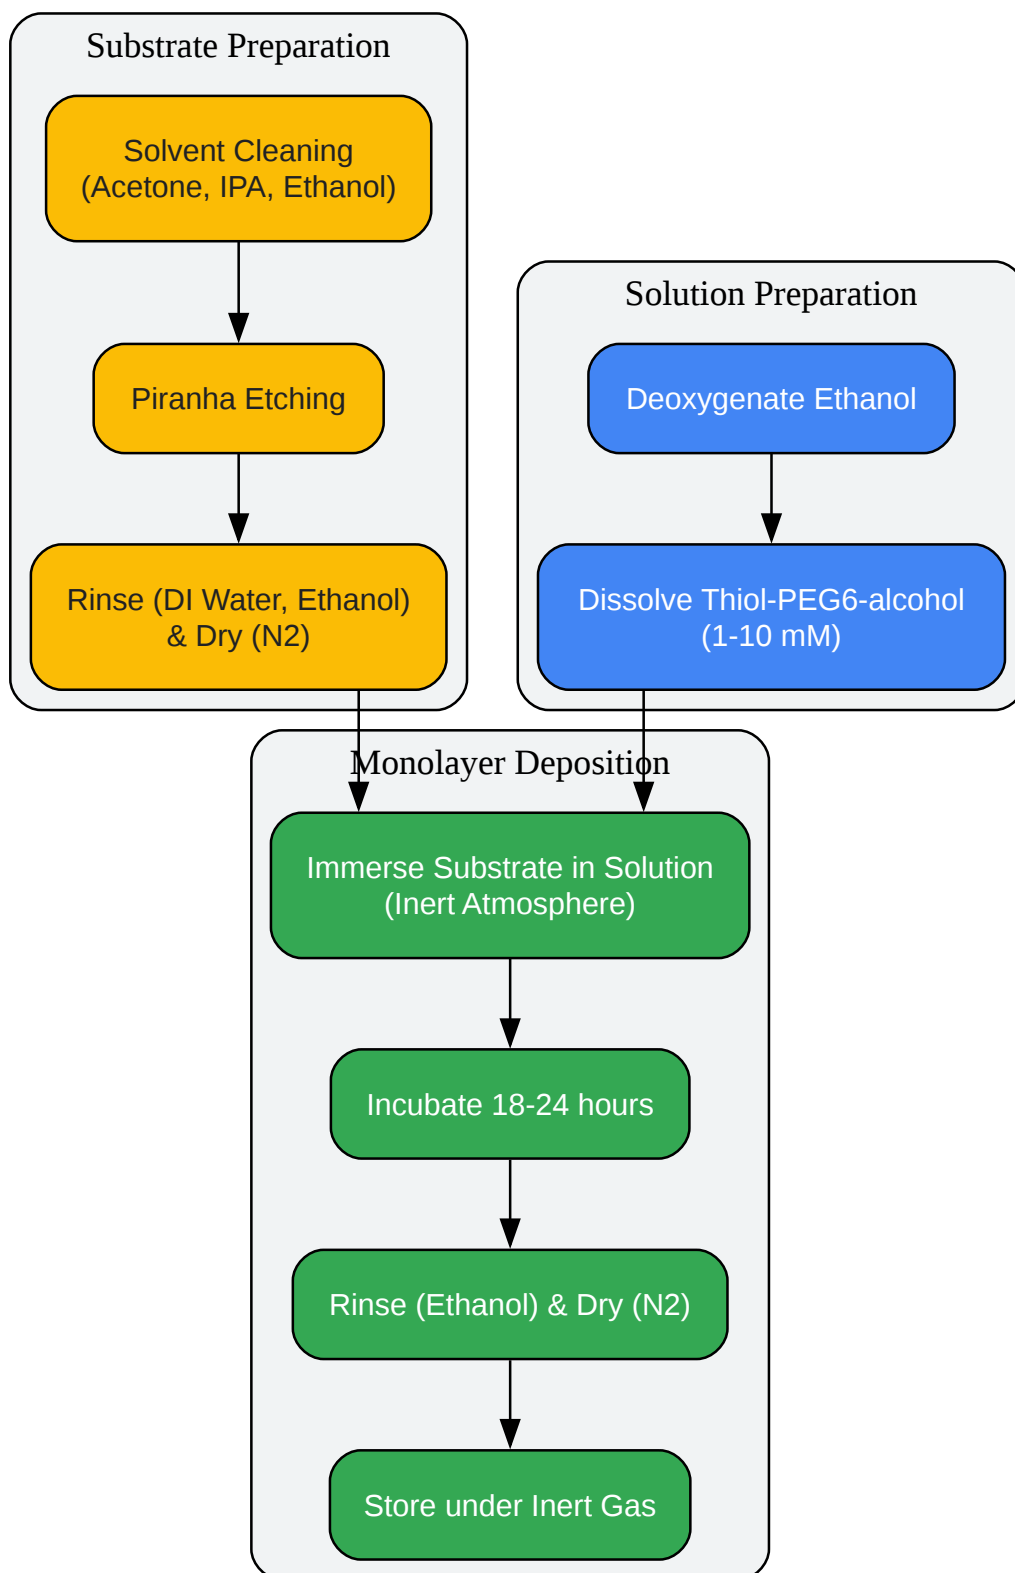 Substrate Preparation
Solvent Cleaning
(Acetone, IPA, Ethanol)
Piranha Etching
Rinse (DI Water, Ethanol)
& Dry (N2)
Solution Preparation
Deoxygenate Ethanol
Dissolve Thiol-PEG6-alcohol
(1-10 mM)
Monolayer Deposition
Immerse Substrate in Solution
(Inert Atmosphere)
Incubate 18-24 hours
Rinse (Ethanol) & Dry (N2)
Store under Inert Gas